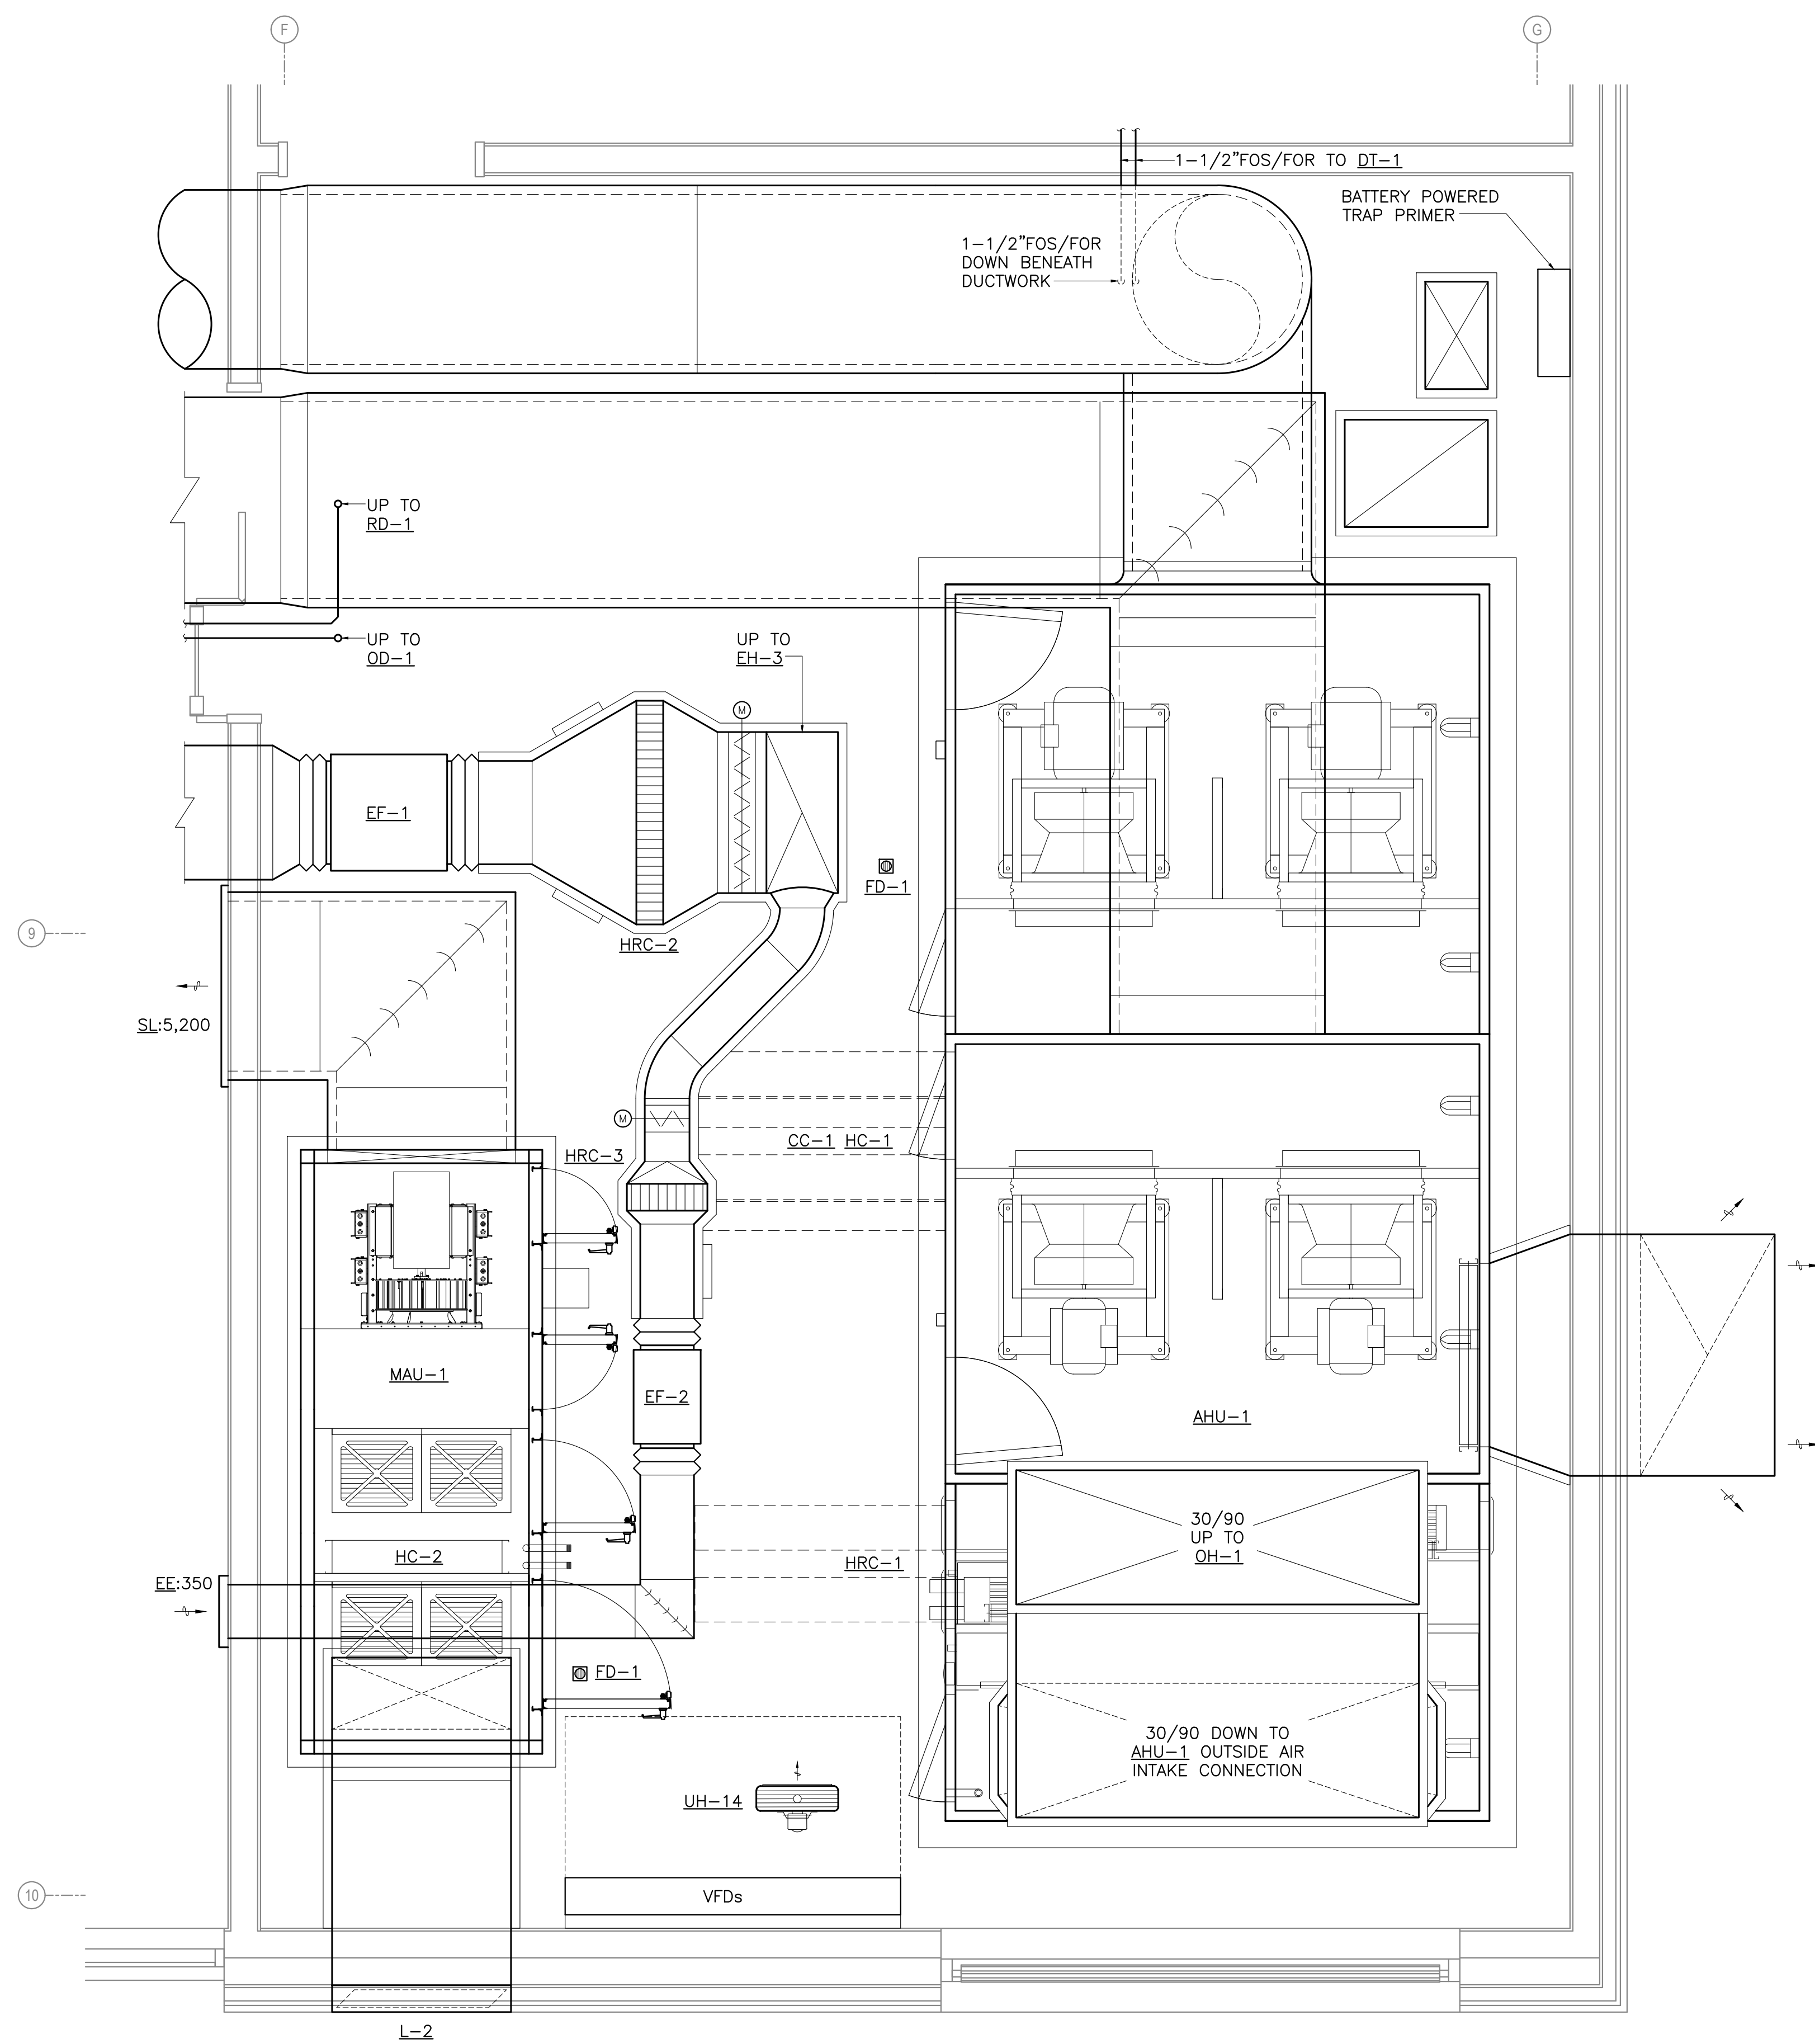 F
G
1-1/2"FOS/FOR TO DT-1
BATTERY POWERED
TRAP PRIMER
1-1/2"FOS/FOR
DOWN BENEATH
DUCTWORK
UP TO
RD-1
UP TO
OD-1
UP TO
EH-3
M
EF-1
FD-1
9
HRC-2
SL:5,200
M
CC-1 HC-1
HRC-3
MAU-1
EF-2
AHU-1
30/90
UP TO
OH-1
HC-2
HRC-1
EE:350
FD-1
30/90 DOWN TO
AHU-1 OUTSIDE AIR
INTAKE CONNECTION
UH-14
10
VFDs
L-2